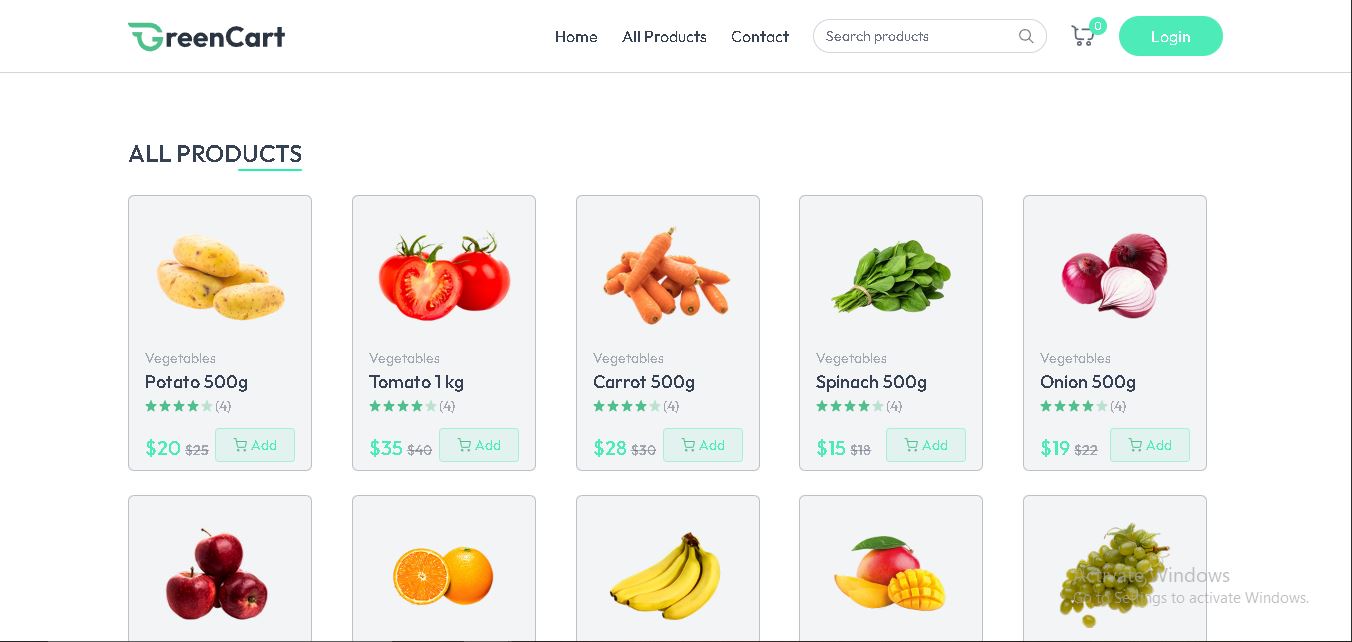 GreenCart
Home All Products Contact Search products 0 Login
ALL PRODUCTS
Vegetables Vegetables Vegetables Vegetables Vegetables
Potato 500g Tomato 1 kg Carrot 500g Spinach 500g Onion 500g
(4) (4) (4) (4) (4)
$20 $25 Add $35 $40 Add $28 $30 Add $15 $18 Add $19 $22 Add
Activate Windows
Go to Settings to activate Windows.